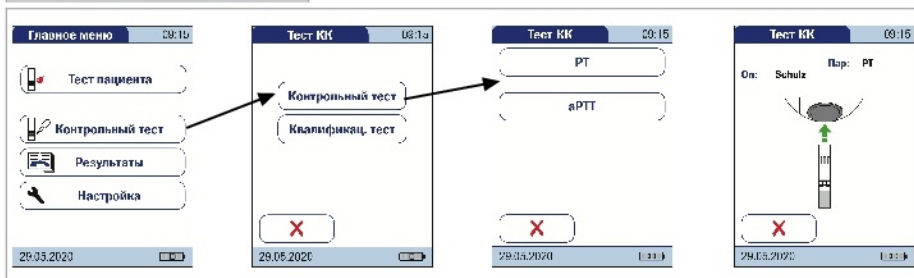 Главное меню 09:15
Тест пациента
Контрольный тест
Результаты
Настройка
29.05.2020
Тест КК 09:15
Контрольный тест
Квалификац. тест
29.05.2020
Тест КК 09:15
PT
aPTT
29.05.2020
Тест КК 09:15
Пар: PT
Оп: Schulz
29.05.2020